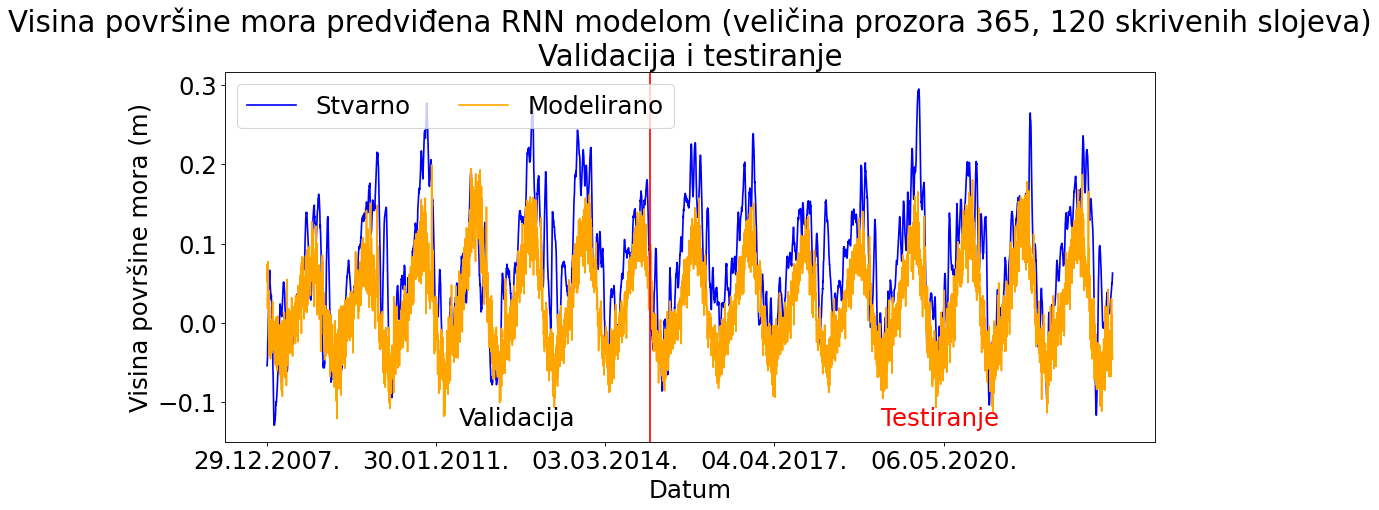 Visina površine mora predviđena RNN modelom (veličina prozora 365, 120 skrivenih slojeva)
Validacija i testiranje
Stvarno Modelirano
Visina površine mora (m)
0.3
0.2
0.1
0.0
−0.1
Validacija
Testiranje
29.12.2007. 30.01.2011. 03.03.2014. 04.04.2017. 06.05.2020.
Datum